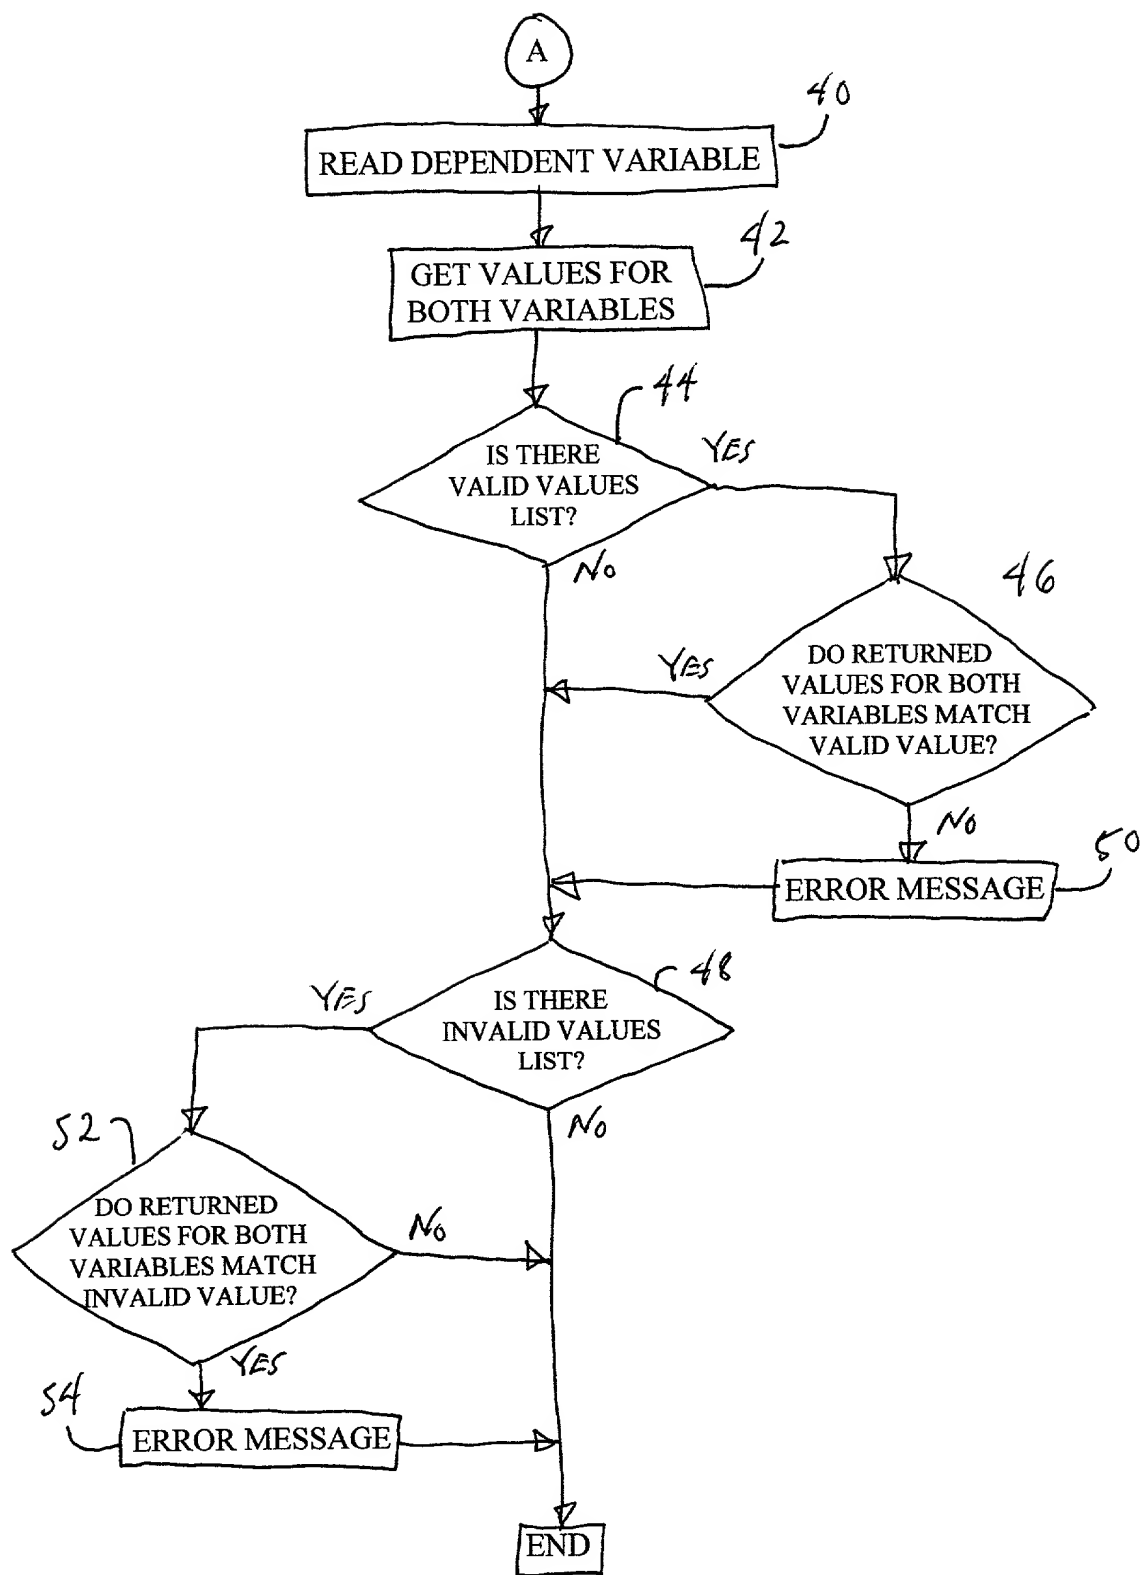 A
40
READ DEPENDENT VARIABLE
42
GET VALUES FOR
BOTH VARIABLES
44
IS THERE
VALID VALUES
LIST?
YES
NO
46
DO RETURNED
VALUES FOR BOTH
VARIABLES MATCH
VALID VALUE?
YES
NO
50
ERROR MESSAGE
48
IS THERE
INVALID VALUES
LIST?
YES
NO
52
DO RETURNED
VALUES FOR BOTH
VARIABLES MATCH
INVALID VALUE?
NO
YES
54
ERROR MESSAGE
END